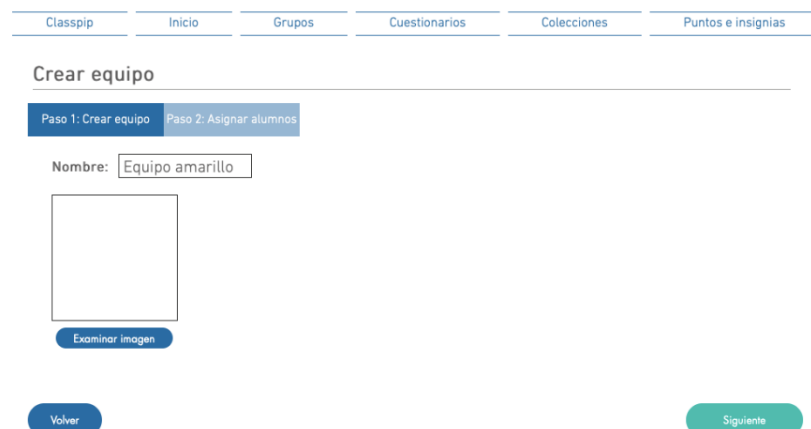 Classpip Inicio Grupos Cuestionarios Colecciones Puntos e insignias
Crear equipo
Paso 1: Crear equipo Paso 2: Asignar alumnos
Nombre: Equipo amarillo
Examinar imagen
Volver Siguiente